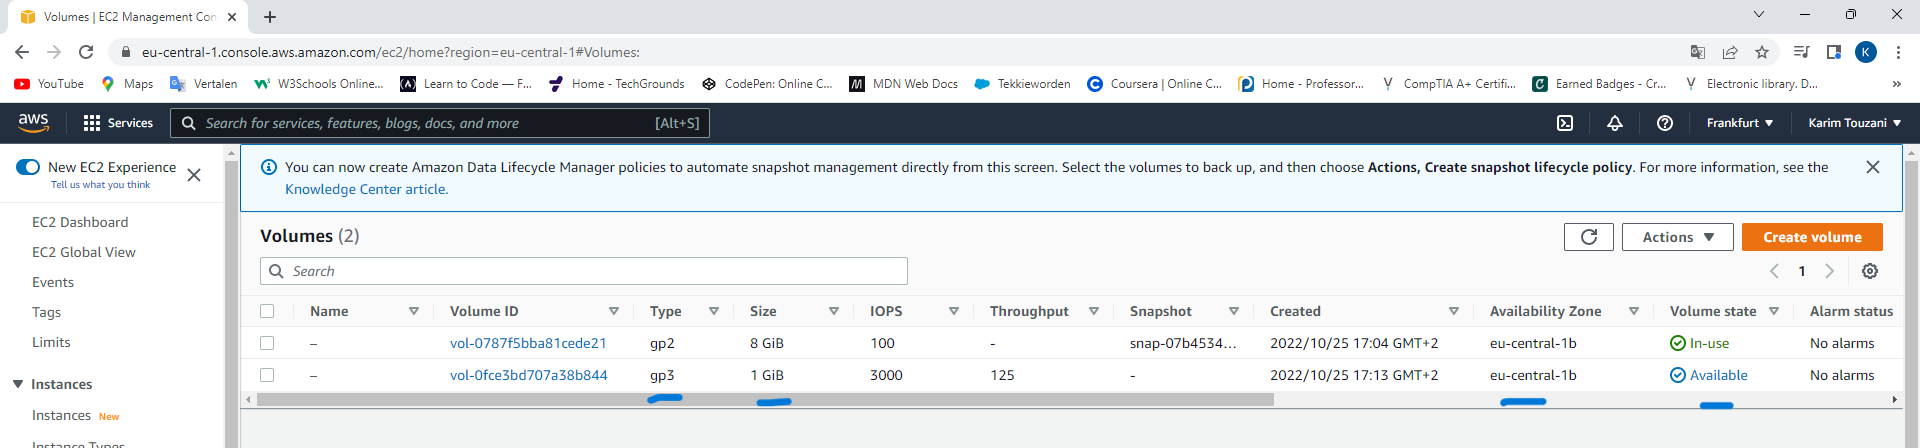 Volumes | EC2 Management Con
eu-central-1.console.aws.amazon.com/ec2/home?region=eu-central-1#Volumes:
K
YouTube Maps Vertalen W3Schools Online... Learn to Code — F... Home - TechGrounds CodePen: Online C... MDN Web Docs Tekkieworden Coursera | Online C... Home - Professor... CompTIA A+ Certifi... Earned Badges - Cr... Electronic library. D... »
aws Services Search for services, features, blogs, docs, and more [Alt+S] Frankfurt Karim Touzani
New EC2 Experience
Tell us what you think
You can now create Amazon Data Lifecycle Manager policies to automate snapshot management directly from this screen. Select the volumes to back up, and then choose Actions, Create snapshot lifecycle policy. For more information, see the
Knowledge Center article.
EC2 Dashboard
EC2 Global View
Events
Tags
Limits
Instances
Instances New
Instance Types
Volumes (2)
Actions
Create volume
Search
1
Name Volume ID Type Size IOPS Throughput Snapshot Created Availability Zone Volume state Alarm status
– vol-0787f5bba81cede21 gp2 8 GiB 100 - snap-07b4534... 2022/10/25 17:04 GMT+2 eu-central-1b In-use No alarms
– vol-0fce3bd707a38b844 gp3 1 GiB 3000 125 - 2022/10/25 17:13 GMT+2 eu-central-1b Available No alarms